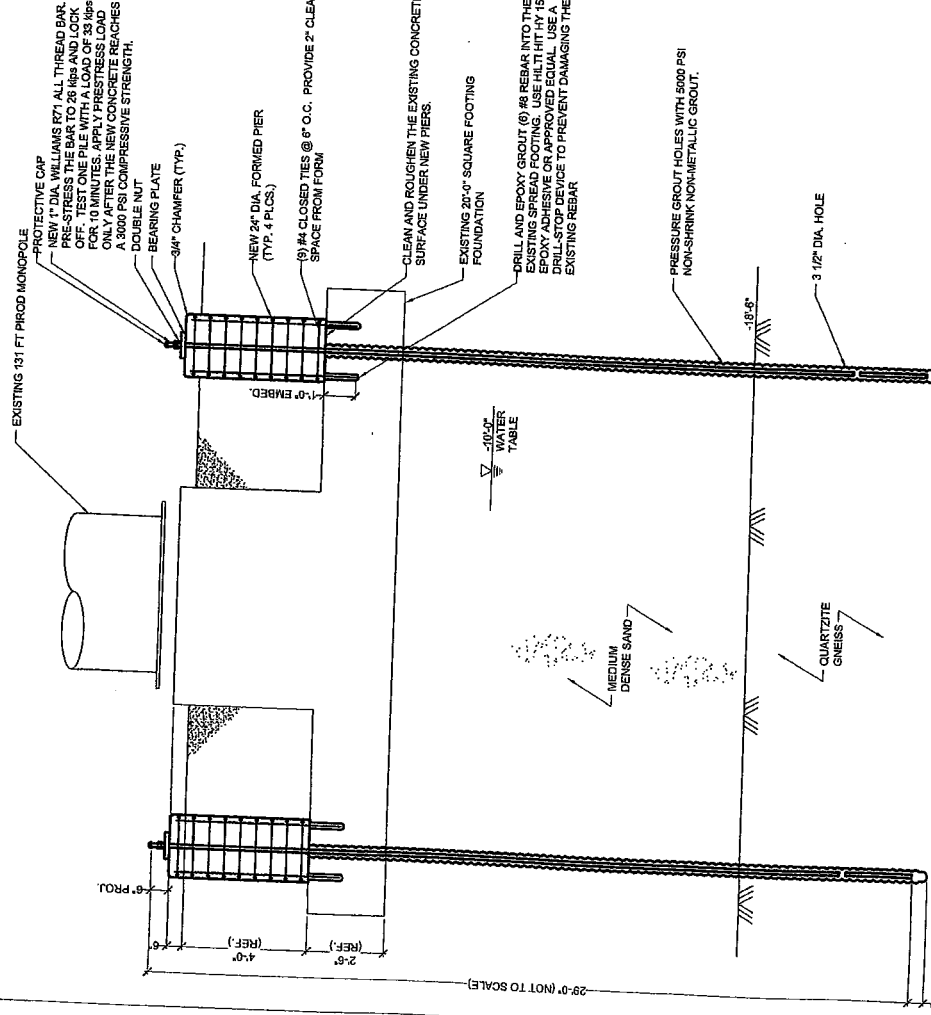 EXISTING 131 FT PIROD MONOPOLE
PROTECTIVE CAP
NEW 1" DIA. WILLIAMS R71 ALL THREAD BAR.
PRE-STRESS THE BAR TO 26 kips AND LOCK
OFF. TEST ONE PILE WITH A LOAD OF 33 kips
FOR 10 MINUTES. APPLY PRESTRESS LOAD
ONLY AFTER THE NEW CONCRETE REACHES
A 3000 PSI COMPRESSIVE STRENGTH.
DOUBLE NUT
BEARING PLATE
3/4" CHAMFER (TYP.)
NEW 24" DIA. FORMED PIER
(TYP. 4 PLCS.)
(9) #4 CLOSED TIES @ 6" O.C. PROVIDE 2" CLEA
SPACE FROM FORM
CLEAN AND ROUGHEN THE EXISTING CONCRET
SURFACE UNDER NEW PIERS.
EXISTING 20'-0" SQUARE FOOTING
FOUNDATION
DRILL AND EPOXY GROUT (6) #8 REBAR INTO THE
EXISTING SPREAD FOOTING. USE HILTI HIT HY 15
EPOXY ADHESIVE OR APPROVED EQUAL. USE A
DRILL-STOP DEVICE TO PREVENT DAMAGING THE
EXISTING REBAR
PRESSURE GROUT HOLES WITH 5000 PSI
NON-SHRINK NON-METALLIC GROUT.
3 1/2" DIA. HOLE
1'-0" EMBED.
-10'-0"
WATER
TABLE
-18'-6"
MEDIUM
DENSE SAND
QUARTZITE
GNEISS
6" PROJ.
6"
4'-0"
(REF.)
2'-6"
(REF.)
29'-0" (NOT TO SCALE)